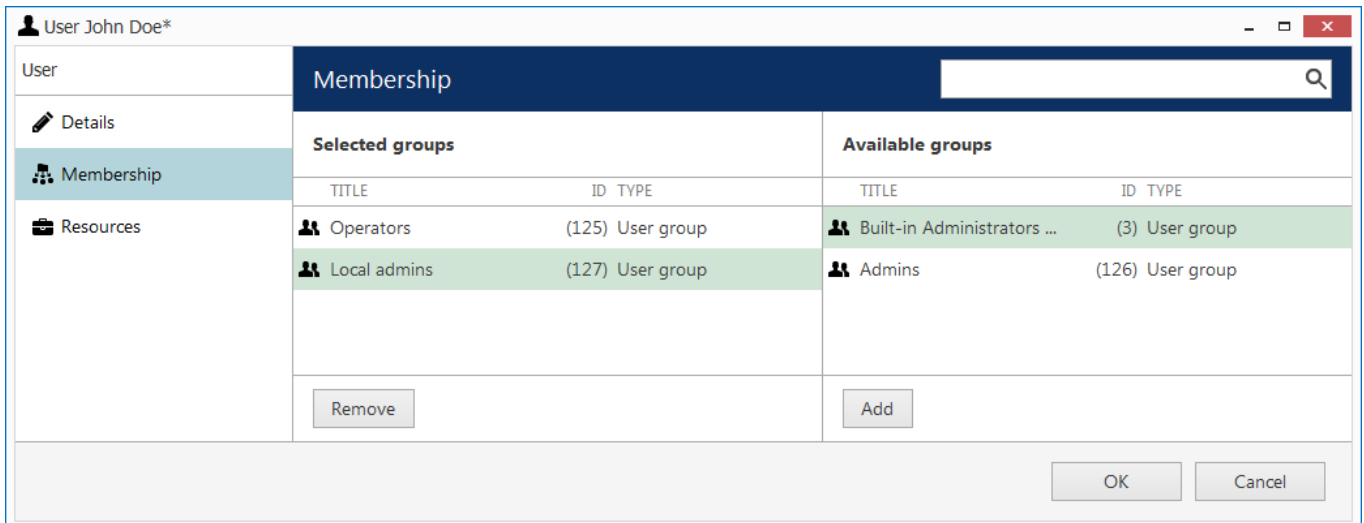 User John Doe*
User
Details
Membership
Resources
Membership
Selected groups
TITLE ID TYPE
Operators (125) User group
Local admins (127) User group
Remove
Available groups
TITLE ID TYPE
Built-in Administrators ... (3) User group
Admins (126) User group
Add
OK Cancel